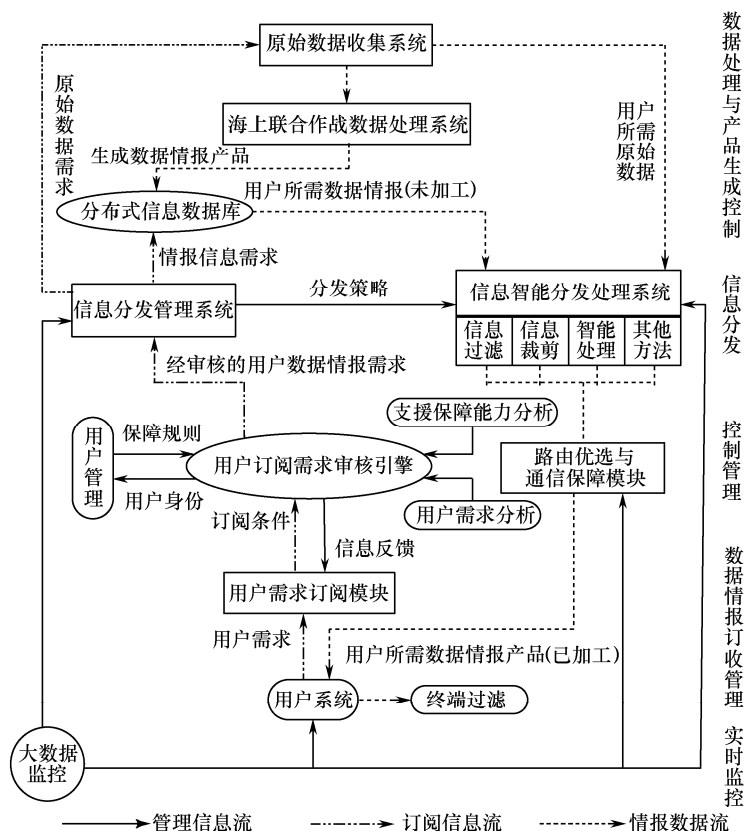 原始数据收集系统
海上联合作战数据处理系统
原始数据需求
生成数据情报产品
用户
所需
原始
数据
用户所需数据情报(未加工)
分布式信息数据库
情报信息需求
信息分发管理系统
分发策略
信息智能分发处理系统
信息
过滤
信息
裁剪
智能
处理
其他
方法
经审核的用户数据情报需求
支援保障能力分析
用户管理
保障规则
用户身份
用户订阅需求审核引擎
路由优选与
通信保障模块
用户需求分析
订阅条件
信息反馈
用户需求订阅模块
用户需求
用户所需数据情报产品(已加工)
用户系统
终端过滤
大数据
监控
数据处理与产品生成控制
信息分发
控制管理
数据情报订收管理
实时监控
管理信息流
订阅信息流
情报数据流